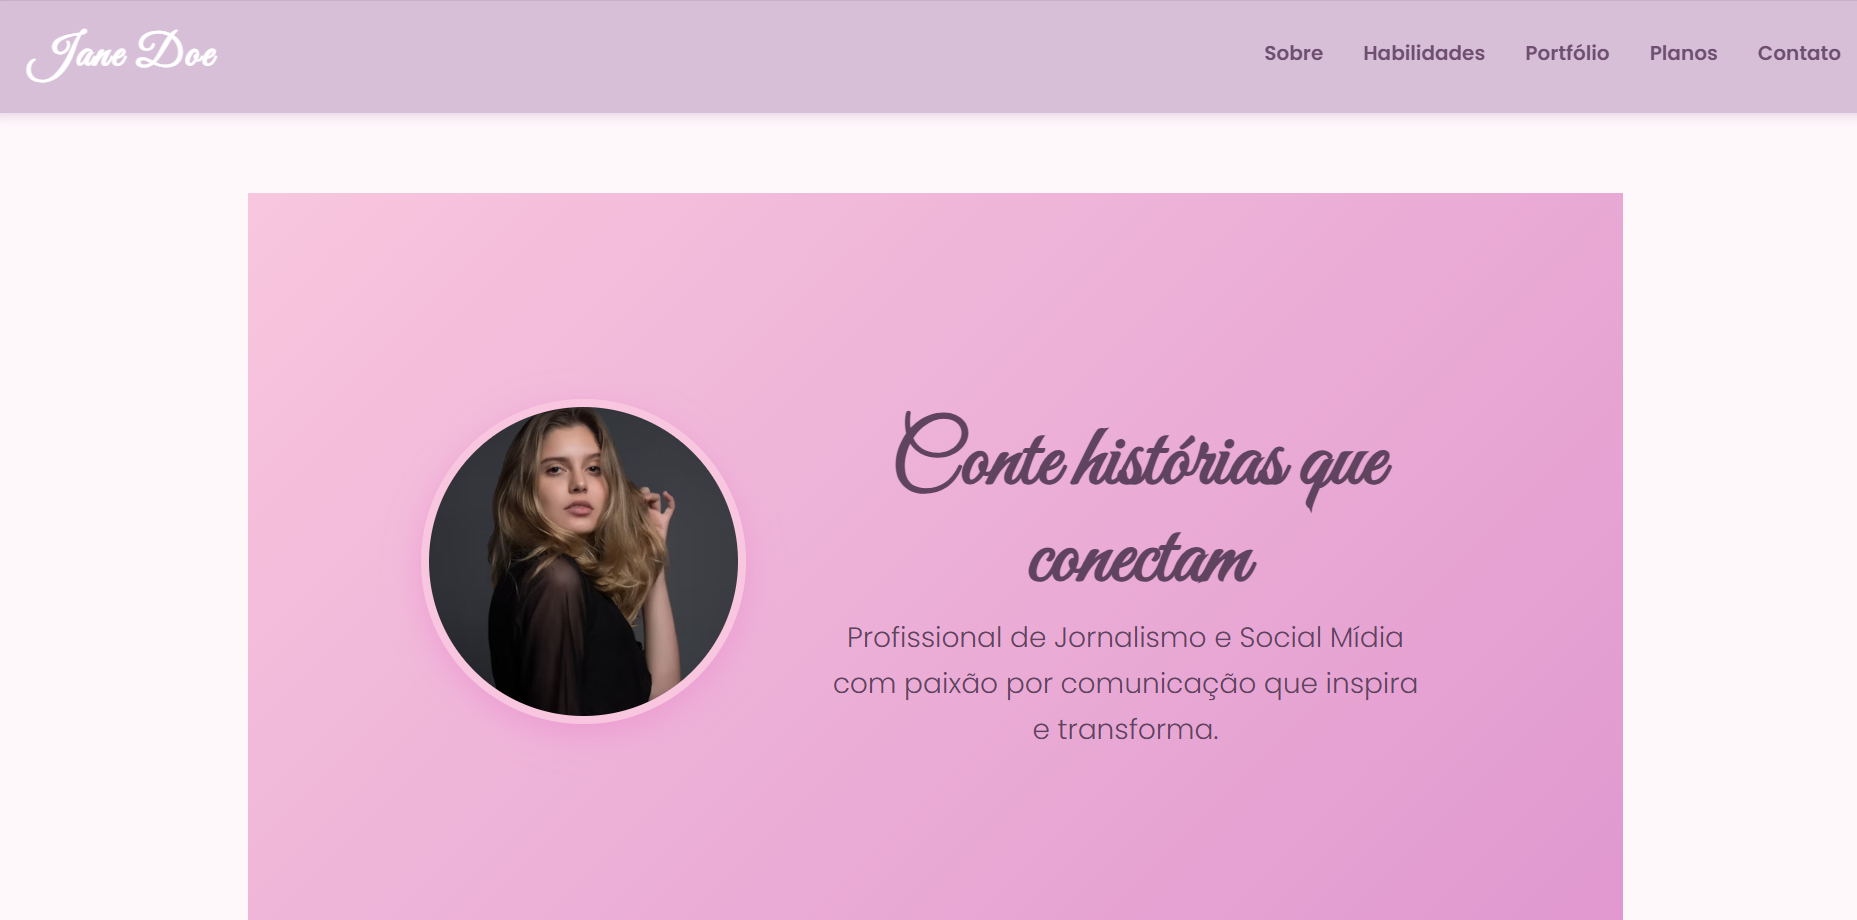 Jane Doe
Sobre Habilidades Portfólio Planos Contato
Conte histórias que
conectam
Profissional de Jornalismo e Social Mídia
com paixão por comunicação que inspira
e transforma.